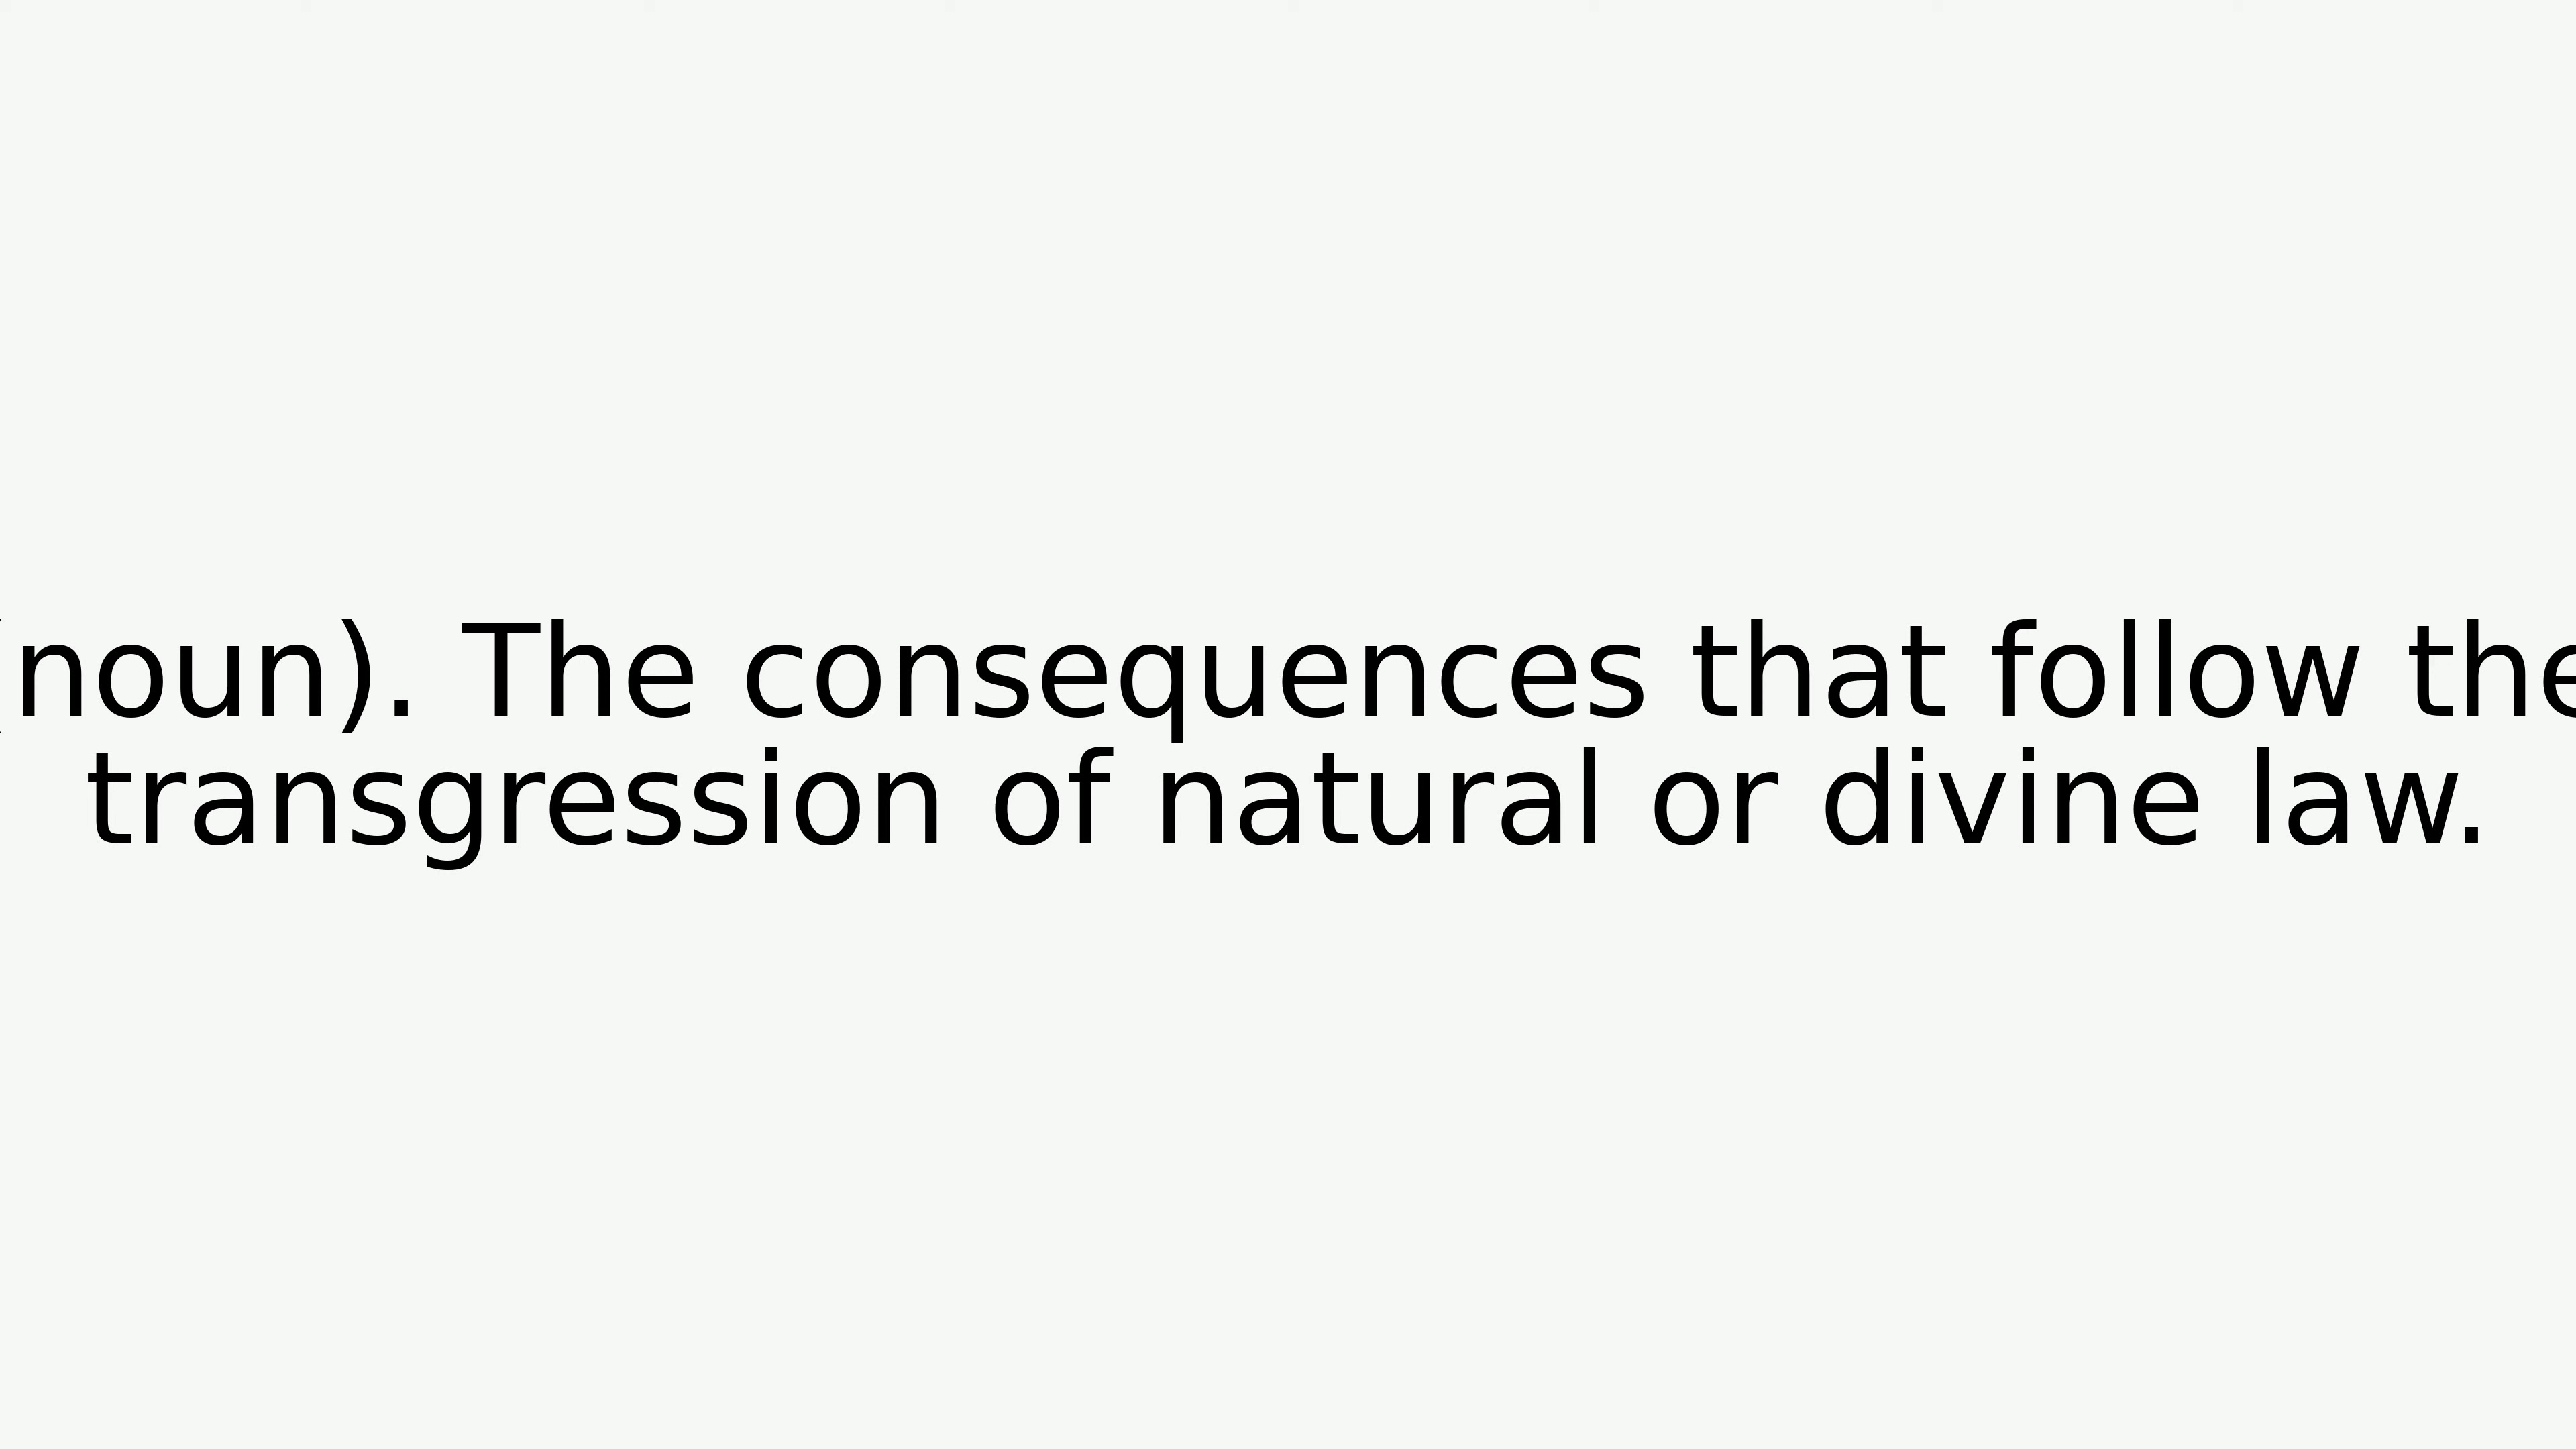 (noun). The consequences that follow the
transgression of natural or divine law.